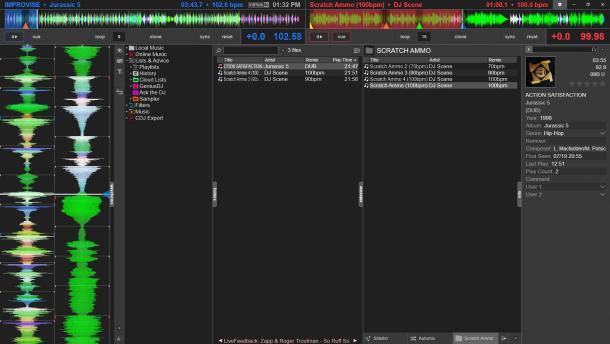 IMPROVISE • Jurassic 5
03:43.7 • 102.6 bpm
01:32 PM
Scratch Ammo (100bpm) • DJ Scene
01:00.1 • 100.0 bpm
cue
loop
8
clone
sync
reset
+0.0
102.58
cue
loop
16
clone
sync
reset
+0.0
99.98
Local Music
Online Music
Lists & Advice
Playlists
History
Cloud Lists
GeniusDJ
Ask the DJ
Sampler
Filters
Music
CDJ Export
3 files
Title Artist Remix Play Time
CTION SATISFACTION Jurassic 5 DUB 21:47
Scratch Ammo 4 (100... DJ Scene 100bpm 21:51
Scratch Ammo 3 (90... DJ Scene 90bpm 21:56
LiveFeedback: Zapp & Roger Troutman - So Ruff So
SCRATCH AMMO
Title Artist Remix
Scratch Ammo 2 (70bpm) DJ Scene 70bpm
Scratch Ammo 3 (90bpm) DJ Scene 90bpm
Scratch Ammo 4 (100bpm) DJ Scene 100bpm
Scratch Ammo (100bpm) DJ Scene 100bpm
Sidelist
Automix
Scratch Ammo
03:55
92.8
ACTION SATISFACTION
Jurassic 5
(DUB)
Year: 1998
Album: Jurassic 5
Genre: Hip-Hop
Remixer
Composer: L. Macfadden/M. Potsic
First Seen: 07/19 20:55
Last Play: 12:51
Play Count: 2
Comment:
User 1:
User 2: